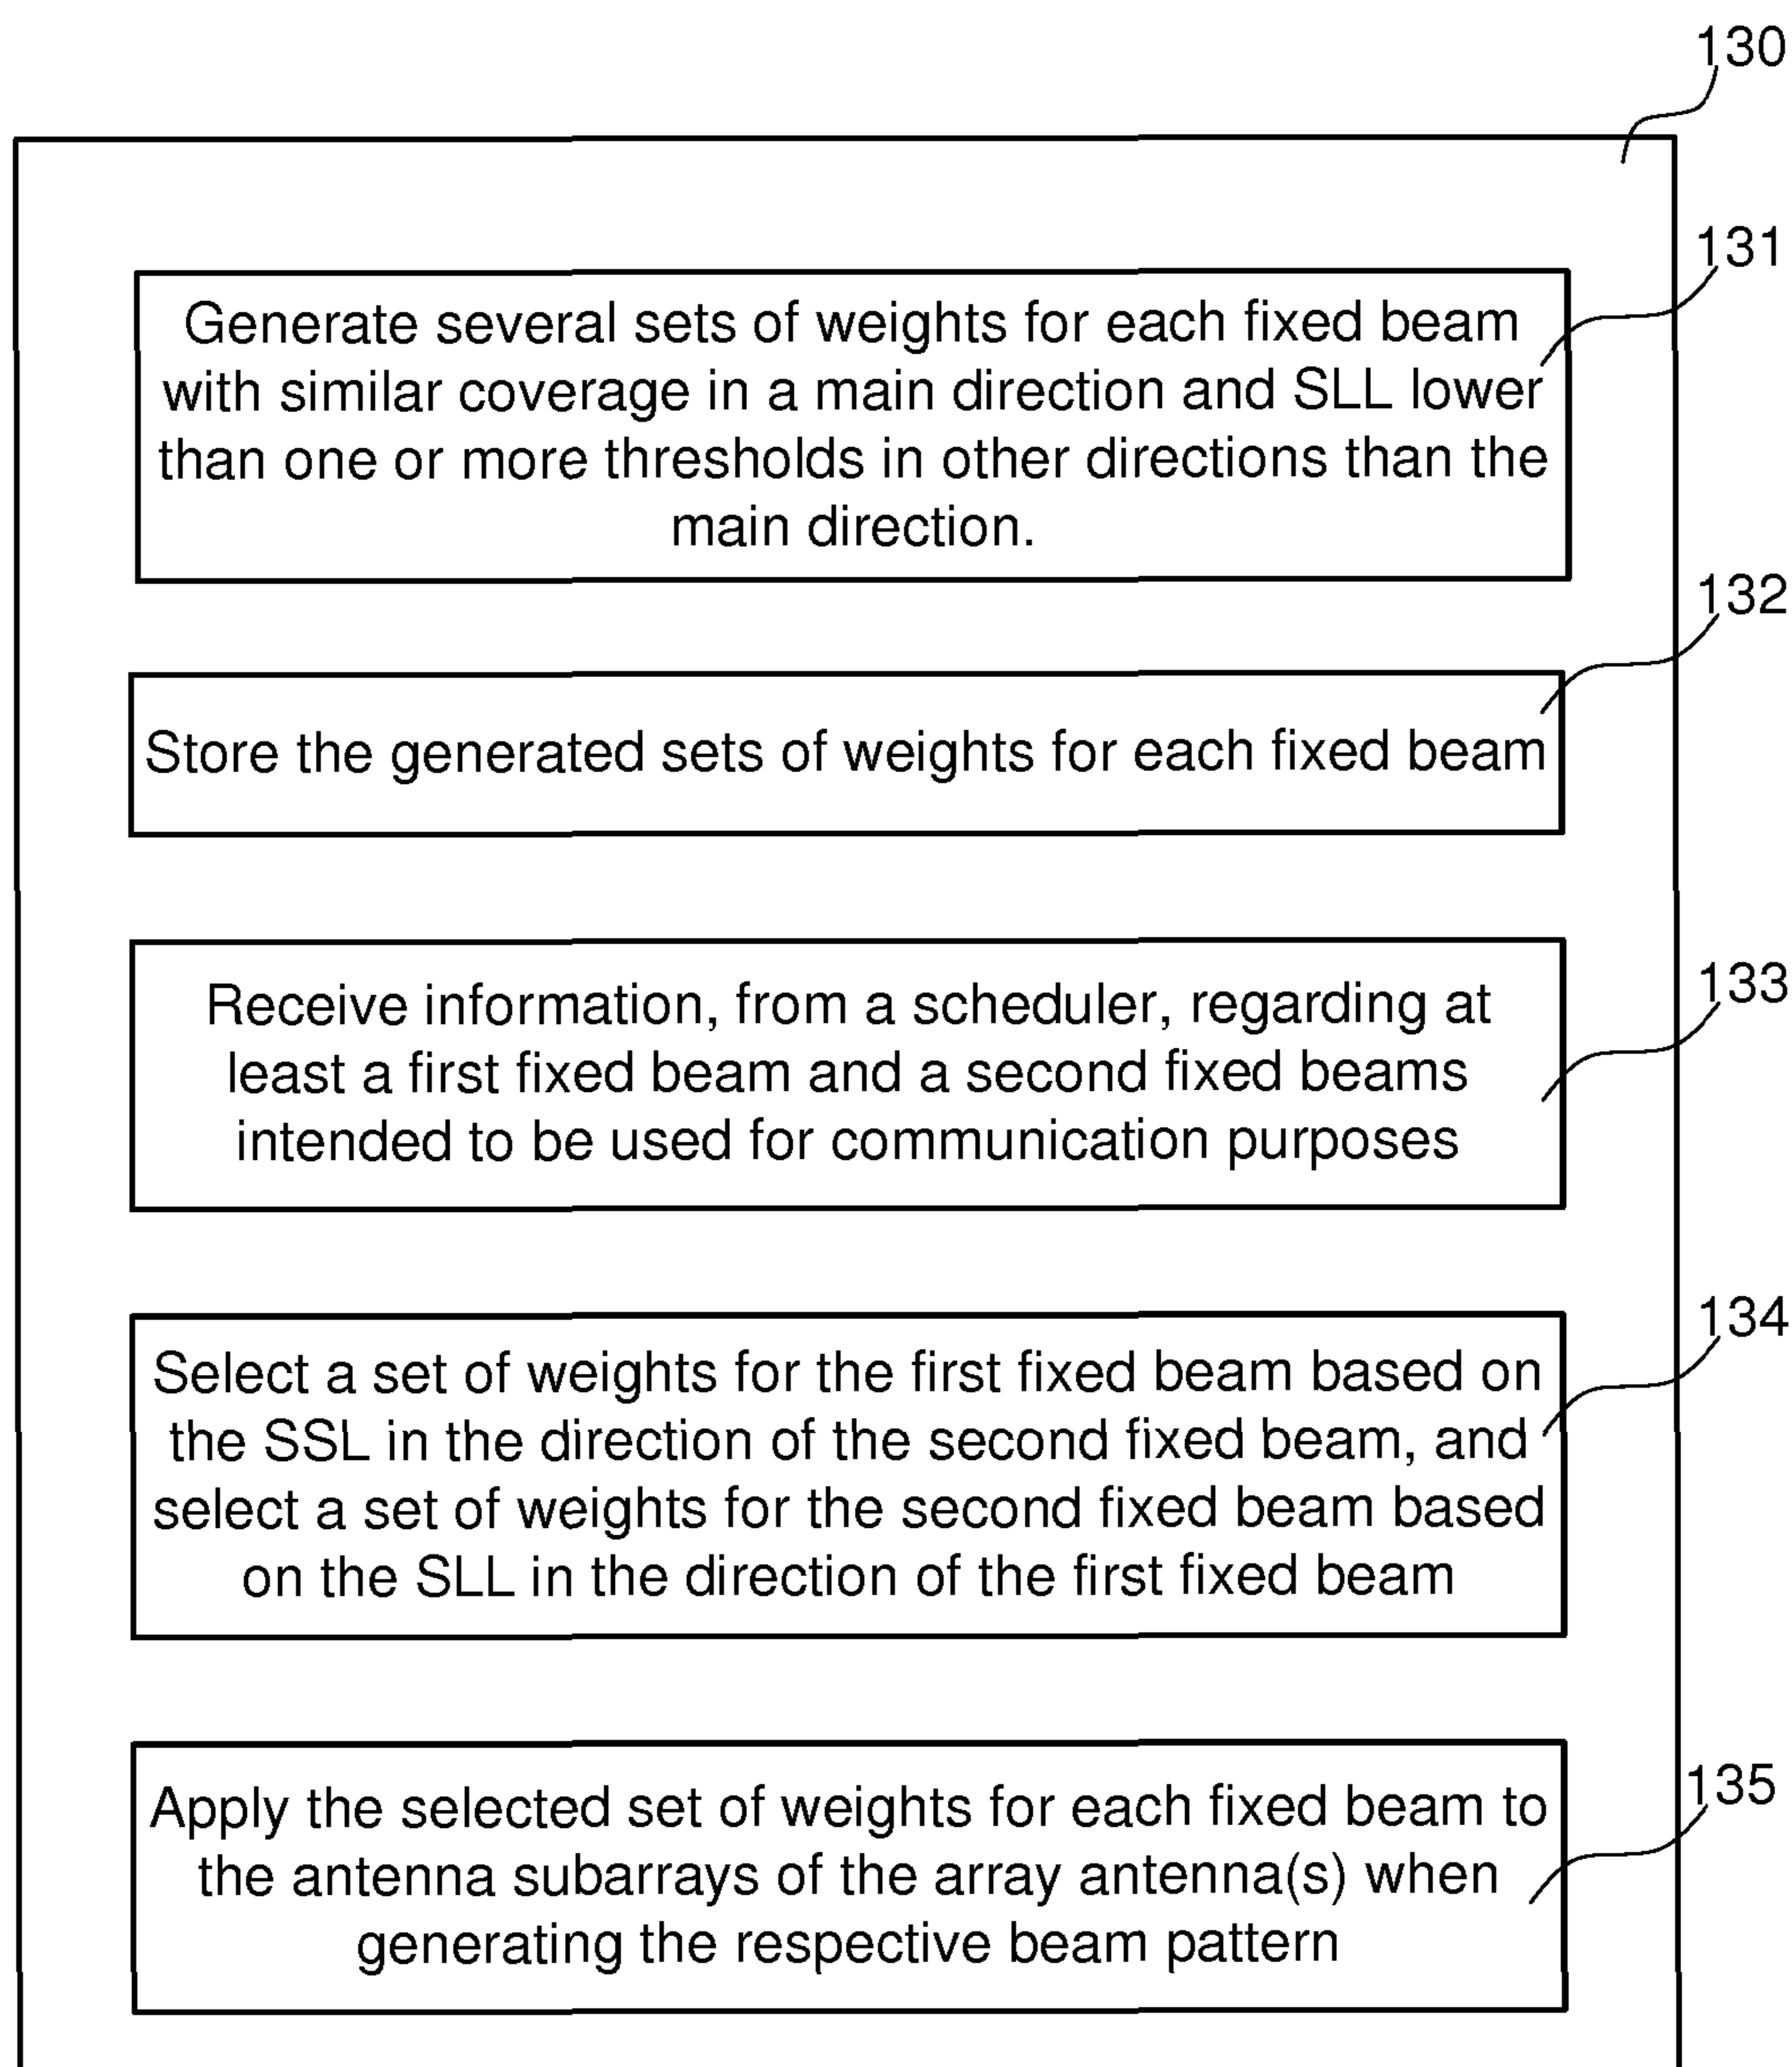 130
131
Generate several sets of weights for each fixed beam
with similar coverage in a main direction and SLL lower
than one or more thresholds in other directions than the
main direction.
132
Store the generated sets of weights for each fixed beam
133
Receive information, from a scheduler, regarding at
least a first fixed beam and a second fixed beams
intended to be used for communication purposes
134
Select a set of weights for the first fixed beam based on
the SSL in the direction of the second fixed beam, and
select a set of weights for the second fixed beam based
on the SLL in the direction of the first fixed beam
135
Apply the selected set of weights for each fixed beam to
the antenna subarrays of the array antenna(s) when
generating the respective beam pattern